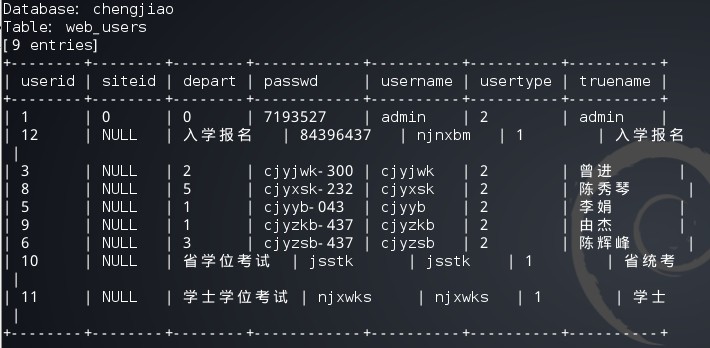 Database: chengjiao
Table: web_users
[9 entries]
+--------+--------+--------+-----------+----------+----------+----------+
| userid | siteid | depart | passwd | username | usertype | truename |
+--------+--------+--------+-----------+----------+----------+----------+
| 1 | 0 | 0 | 7193527 | admin | 2 | admin |
| 12 | NULL | 入学报名 | 84396437 | njnxbm | 1 | 入学报名
|
| 3 | NULL | 2 | cjyjwk-300 | cjyjwk | 2 | 曾进 |
| 8 | NULL | 5 | cjyxsk-232 | cjyxsk | 2 | 陈秀琴 |
| 5 | NULL | 1 | cjyyb-043 | cjyyb | 2 | 李娟 |
| 9 | NULL | 1 | cjyzkb-437 | cjyzkb | 2 | 由杰 |
| 6 | NULL | 3 | cjyzsb-437 | cjyzsb | 2 | 陈辉峰 |
| 10 | NULL | 省学位考试 | jsstk | jsstk | 1 | 省统考
|
| 11 | NULL | 学士学位考试 | njxwks | njxwks | 1 | 学士
|
+--------+--------+--------+-----------+----------+----------+----------+